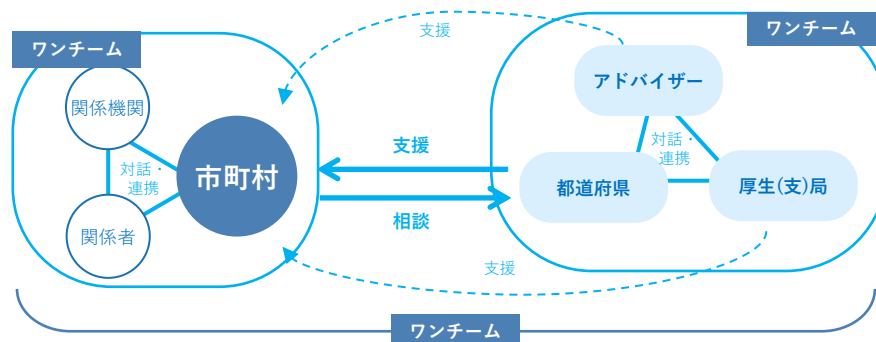 ワンチーム
関係機関
対話・
連携
関係者
市町村
支援
支援
相談
支援
ワンチーム
アドバイザー
対話・
連携
都道府県
厚生(支)局
ワンチーム